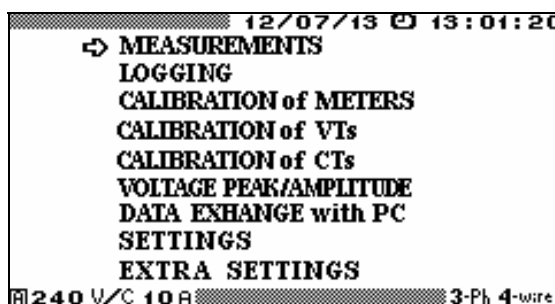 12/07/13 13:01:20
MEASUREMENTS
LOGGING
CALIBRATION of METERS
CALIBRATION of VTs
CALIBRATION of CTs
VOLTAGE PEAK/AMPLITUDE
DATA EXHANGE with PC
SETTINGS
EXTRA SETTINGS
A 240 V/C 10 A 3-Ph 4-wire